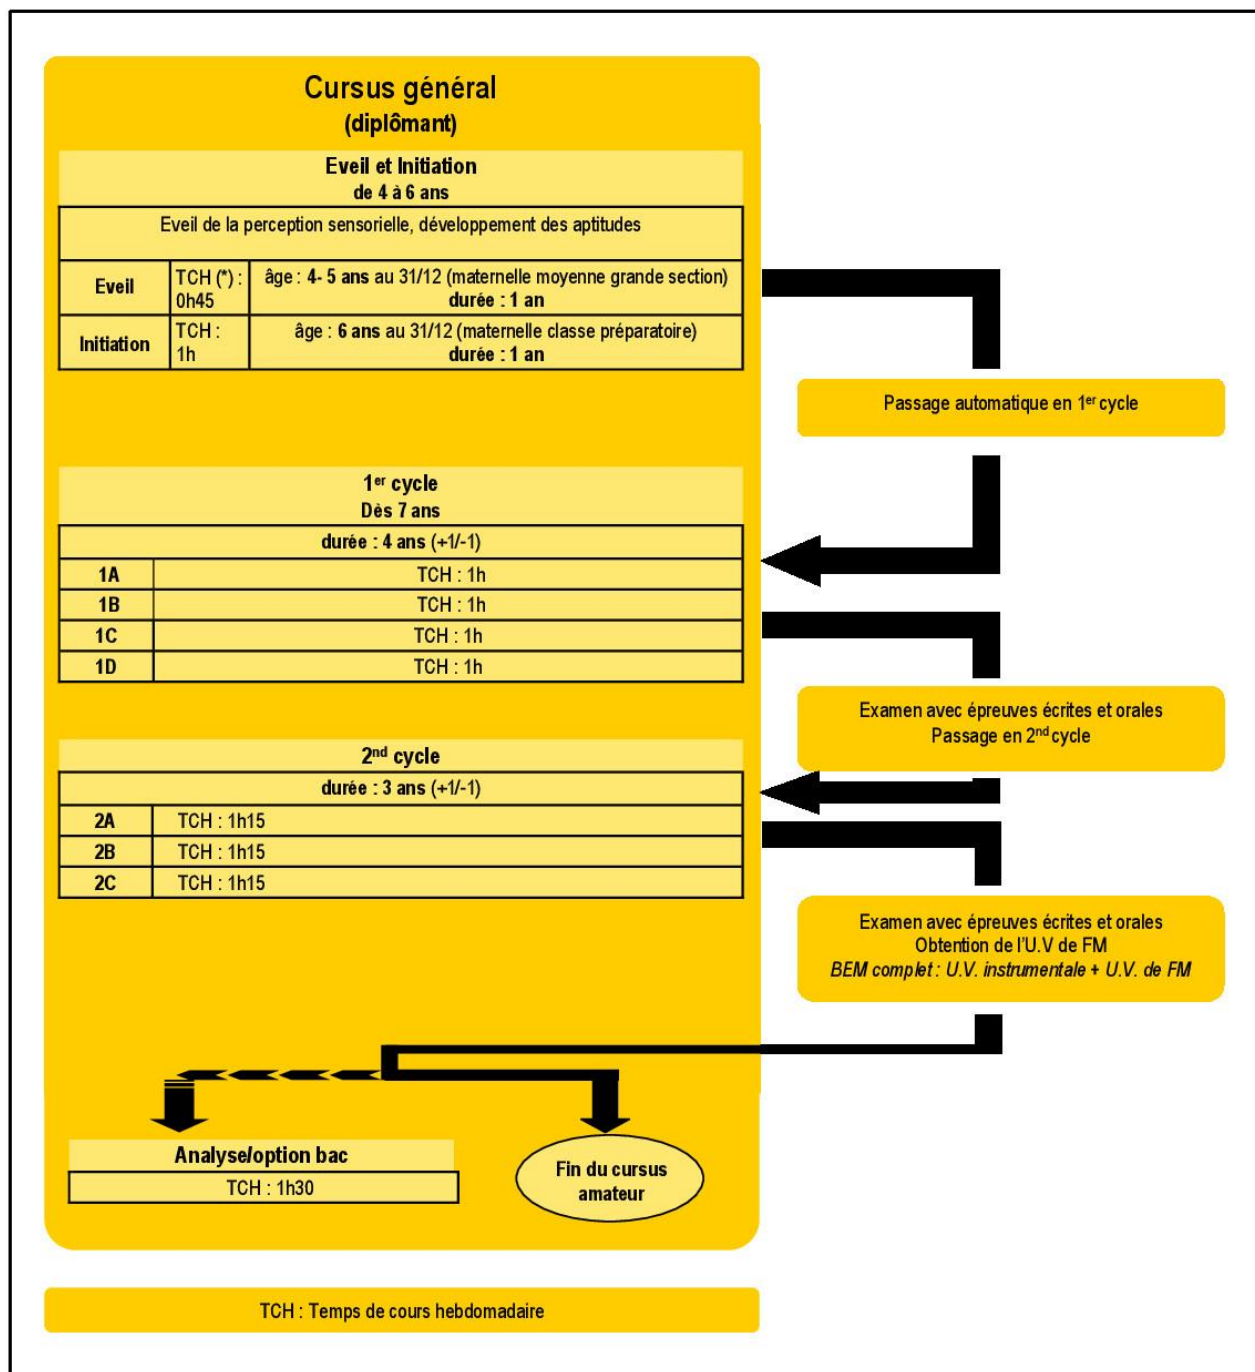 Cursus général
(diplômant)
Eveil et Initiation
de 4 à 6 ans
Eveil de la perception sensorielle, développement des aptitudes
Eveil
TCH (*) :
0h45
âge : 4- 5 ans au 31/12 (maternelle moyenne grande section)
durée : 1 an
Initiation
TCH :
1h
âge : 6 ans au 31/12 (maternelle classe préparatoire)
durée : 1 an
Passage automatique en 1er cycle
1er cycle
Dès 7 ans
durée : 4 ans (+1/-1)
1A TCH : 1h
1B TCH : 1h
1C TCH : 1h
1D TCH : 1h
Examen avec épreuves écrites et orales
Passage en 2nd cycle
2nd cycle
durée : 3 ans (+1/-1)
2A TCH : 1h15
2B TCH : 1h15
2C TCH : 1h15
Examen avec épreuves écrites et orales
Obtention de l'U.V de FM
BEM complet : U.V. instrumentale + U.V. de FM
Analyse/option bac
TCH : 1h30
Fin du cursus
amateur
TCH : Temps de cours hebdomadaire